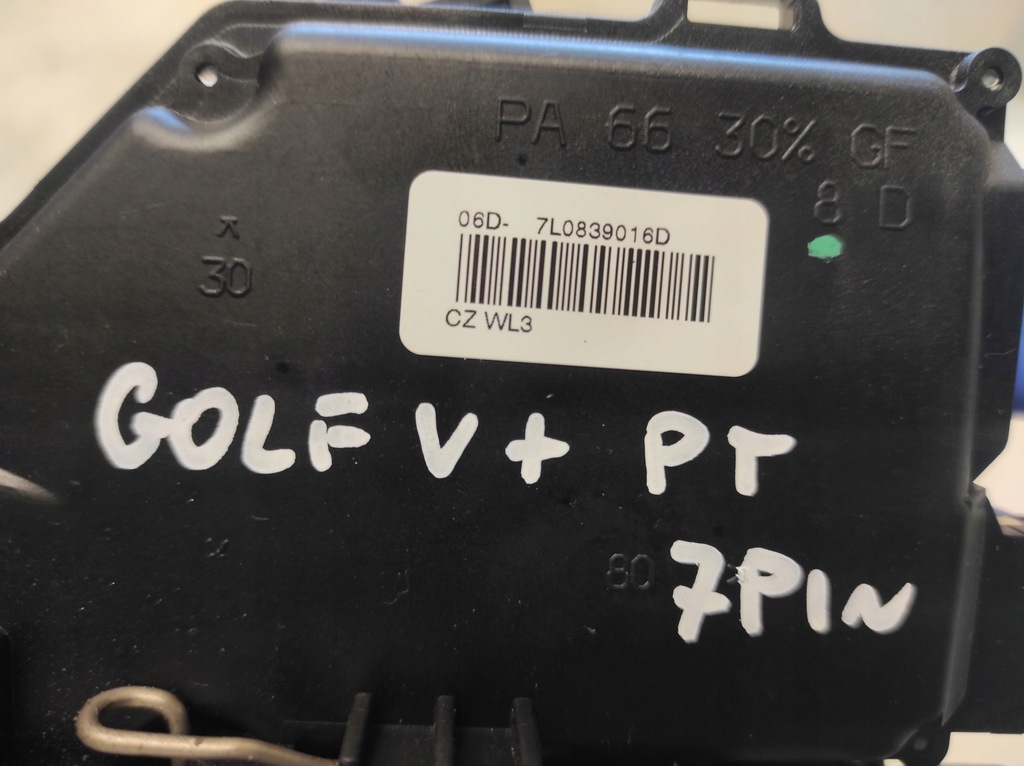 PA 66 30% GF
8 D
06D- 7L0839016D
CZ WL3
30
GOLF V + PT
80
7PIN